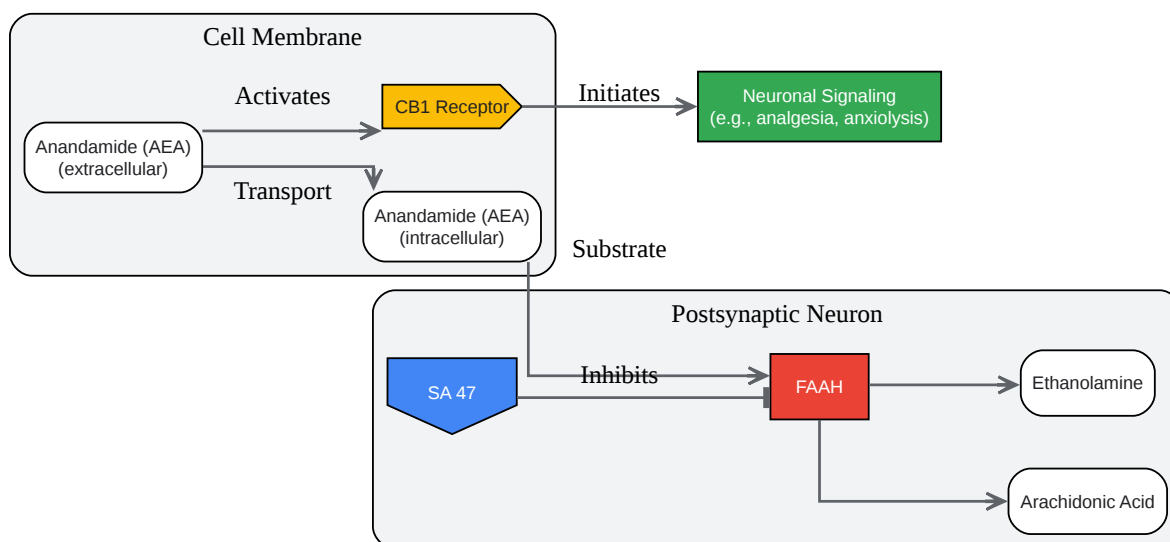 Cell Membrane
Activates
CB1 Receptor
Initiates
Neuronal Signaling
(e.g., analgesia, anxiolysis)
Anandamide (AEA)
(extracellular)
Transport
Anandamide (AEA)
(intracellular)
Substrate
Postsynaptic Neuron
SA 47
Inhibits
FAAH
Ethanolamine
Arachidonic Acid